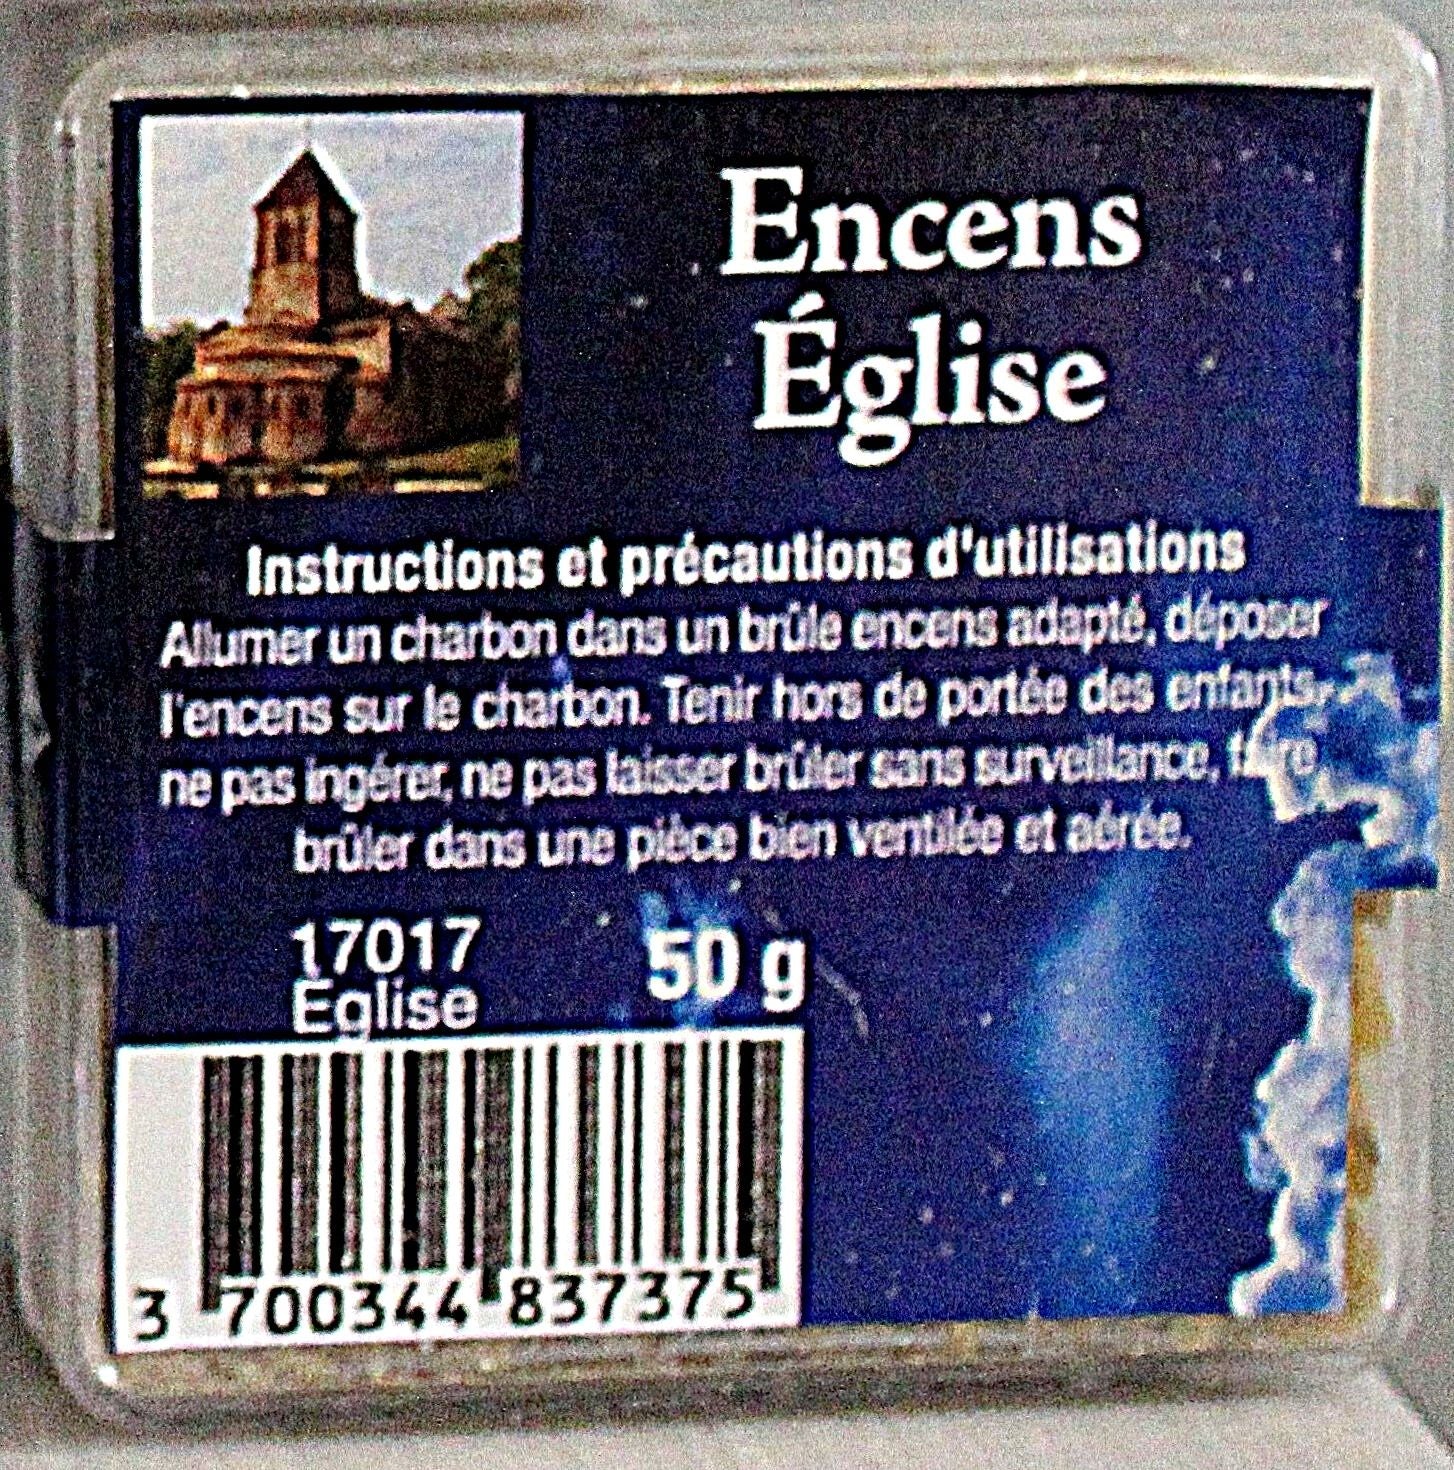 Encens
Église
Instructions et précautions d'utilisations
Allumer un charbon dans un brûle encens adapté, déposer
l'encens sur le charbon. Tenir hors de portée des enfants,
ne pas ingérer, ne pas laisser brûler sans surveillance, faire
brûler dans une pièce bien ventilée et aérée.
17017
Église
50 g
3 700344 837375